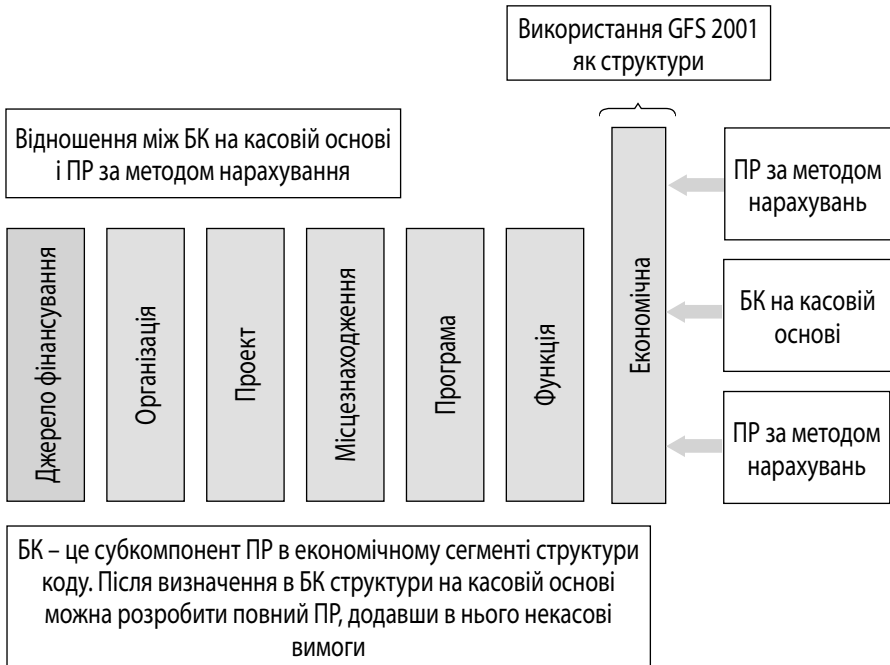 Використання GFS 2001
як структури
Відношення між БК на касовій основі
і ПР за методом нарахування
Джерело фінансування
Організація
Проект
Місцезнаходження
Програма
Функція
Економічна
ПР за методом
нарахувань
БК на касовій
основі
ПР за методом
нарахувань
БК – це субкомпонент ПР в економічному сегменті структури
коду. Після визначення в БК структури на касовій основі
можна розробити повний ПР, додавши в нього некасові
вимоги